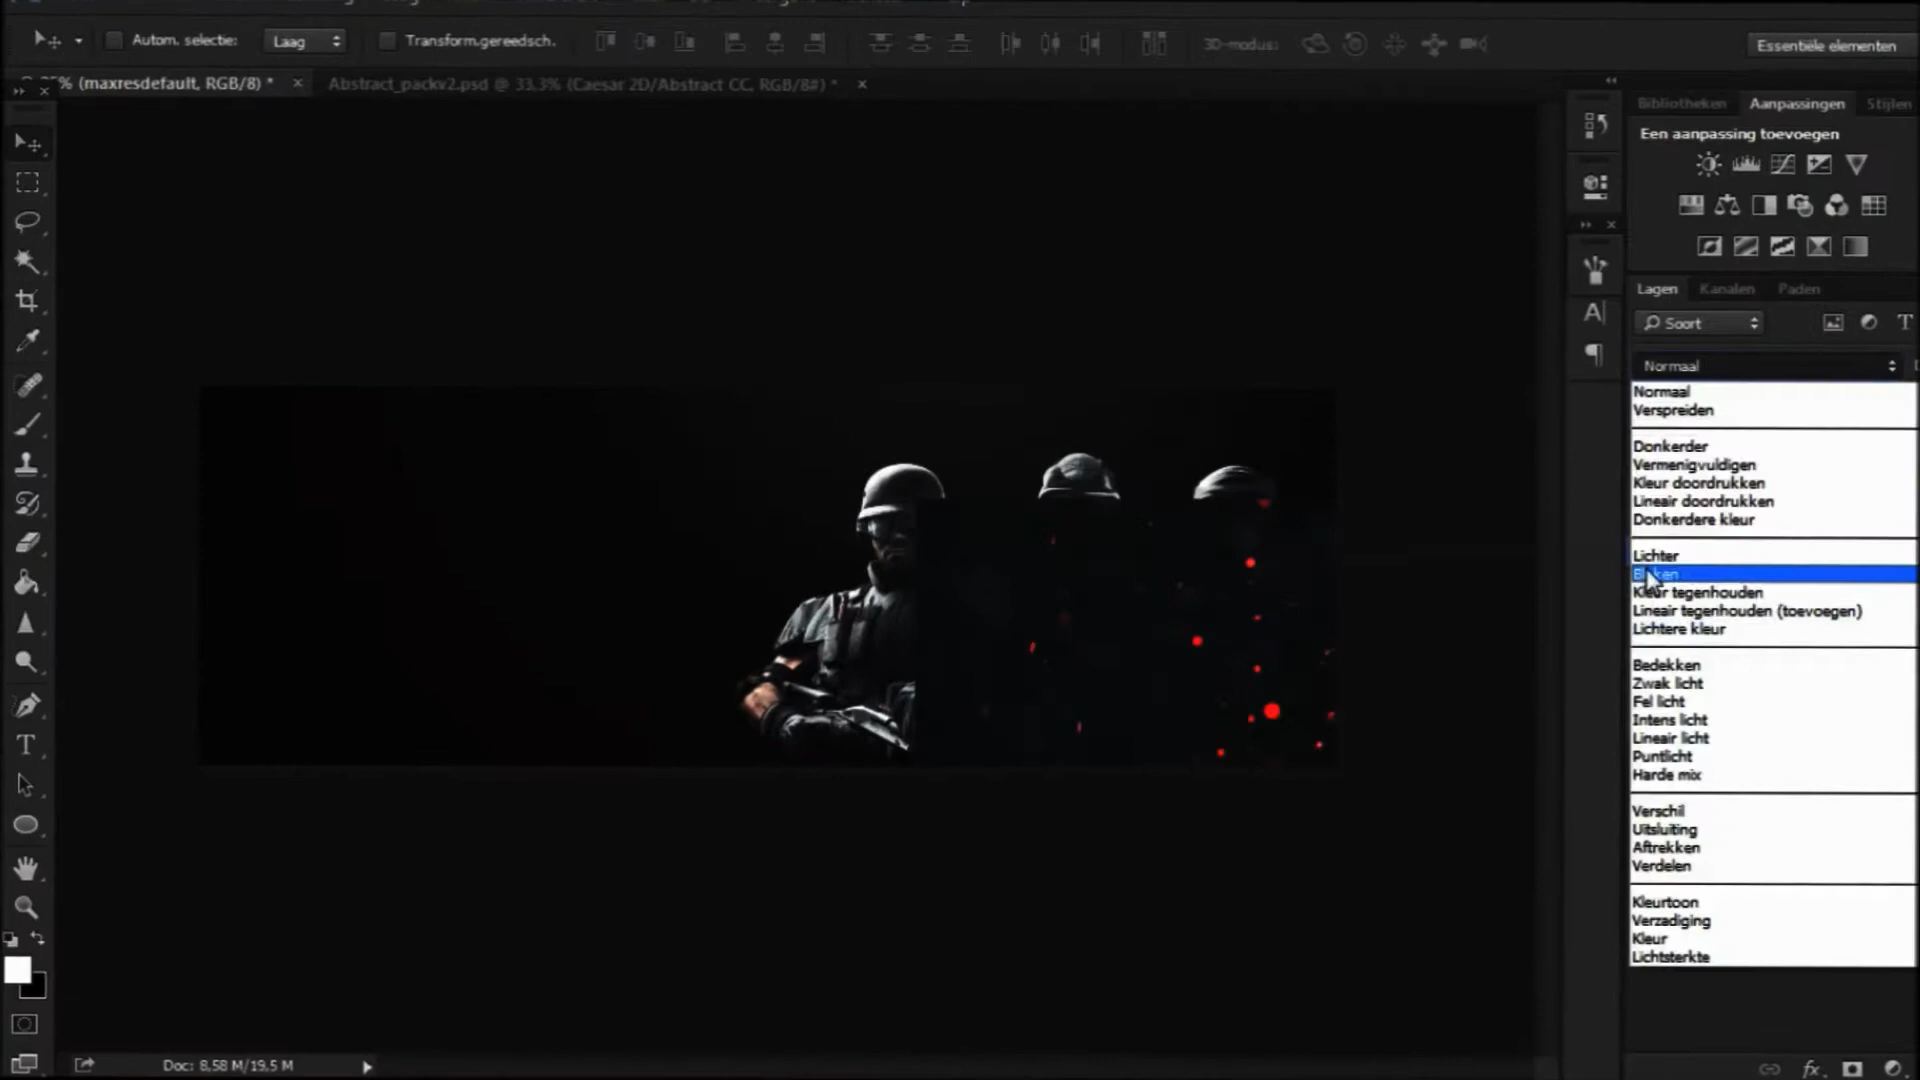 Autom. selectie:
Laag
Transform.gereedsch.
3D-modus:
Essentiële elementen
% (maxresdefault, RGB/8) *
Abstract_packv2.psd @ 33,3% (Caesar 2D/Abstract CC, RGB/8#) *
Bibliotheken
Aanpassingen
Stijlen
Een aanpassing toevoegen
Lagen
Kanalen
Paden
Soort
Normaal
Normaal
Verspreiden
Donkerder
Vermenigvuldigen
Kleur doordrukken
Lineair doordrukken
Donkerdere kleur
Lichter
Kleur tegenhouden
Lineair tegenhouden (toevoegen)
Lichtere kleur
Bedekken
Zwak licht
Fel licht
Intens licht
Lineair licht
Puntlicht
Harde mix
Verschil
Uitsluiting
Aftrekken
Verdelen
Kleurtoon
Verzadiging
Kleur
Lichtsterkte
Doc: 8,58 M/19,5 M
fx